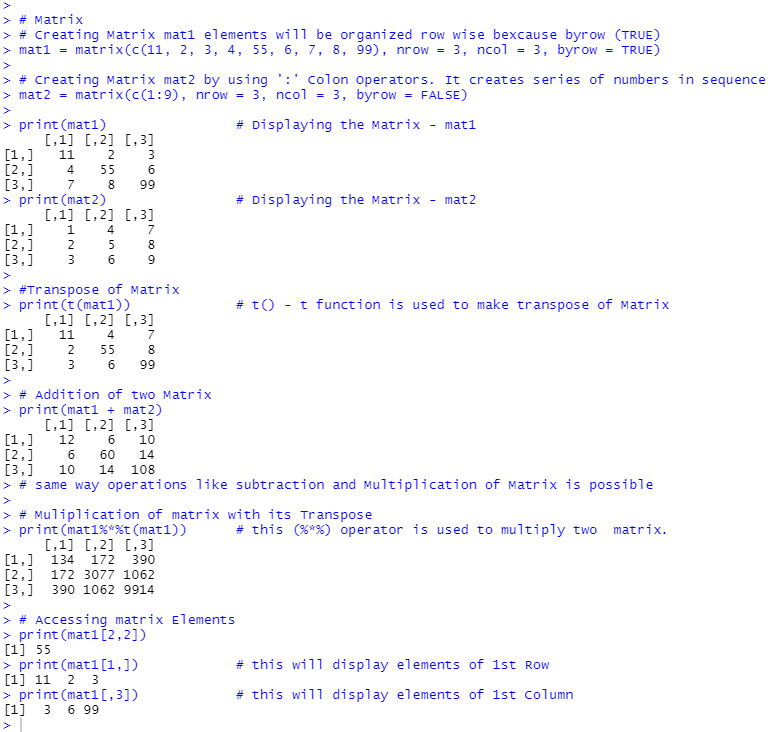 >
> # Matrix
> # Creating Matrix mat1 elements will be organized row wise bexcause byrow (TRUE)
> mat1 = matrix(c(11, 2, 3, 4, 55, 6, 7, 8, 99), nrow = 3, ncol = 3, byrow = TRUE)
>
> # Creating Matrix mat2 by using ':' Colon Operators. It creates series of numbers in sequence
> mat2 = matrix(c(1:9), nrow = 3, ncol = 3, byrow = FALSE)
>
> print(mat1)                # Displaying the Matrix - mat1
     [,1] [,2] [,3]
[1,]   11    2    3
[2,]    4   55    6
[3,]    7    8   99
> print(mat2)                # Displaying the Matrix - mat2
     [,1] [,2] [,3]
[1,]    1    4    7
[2,]    2    5    8
[3,]    3    6    9
>
> #Transpose of Matrix
> print(t(mat1))             # t() - t function is used to make transpose of Matrix
     [,1] [,2] [,3]
[1,]   11    4    7
[2,]    2   55    8
[3,]    3    6   99
>
> # Addition of two Matrix
> print(mat1 + mat2)
     [,1] [,2] [,3]
[1,]   12    6   10
[2,]    6   60   14
[3,]   10   14  108
> # same way operations like subtraction and Multiplication of Matrix is possible
>
> # Muliplication of matrix with its Transpose
> print(mat1%*%t(mat1))      # this (%*%) operator is used to multiply two  matrix.
     [,1] [,2] [,3]
[1,]  134  172  390
[2,]  172 3077 1062
[3,]  390 1062 9914
>
> # Accessing matrix Elements
> print(mat1[2,2])
[1] 55
> print(mat1[1,])            # this will display elements of 1st Row
[1] 11  2  3
> print(mat1[,3])            # this will display elements of 1st Column
[1]  3  6 99
>